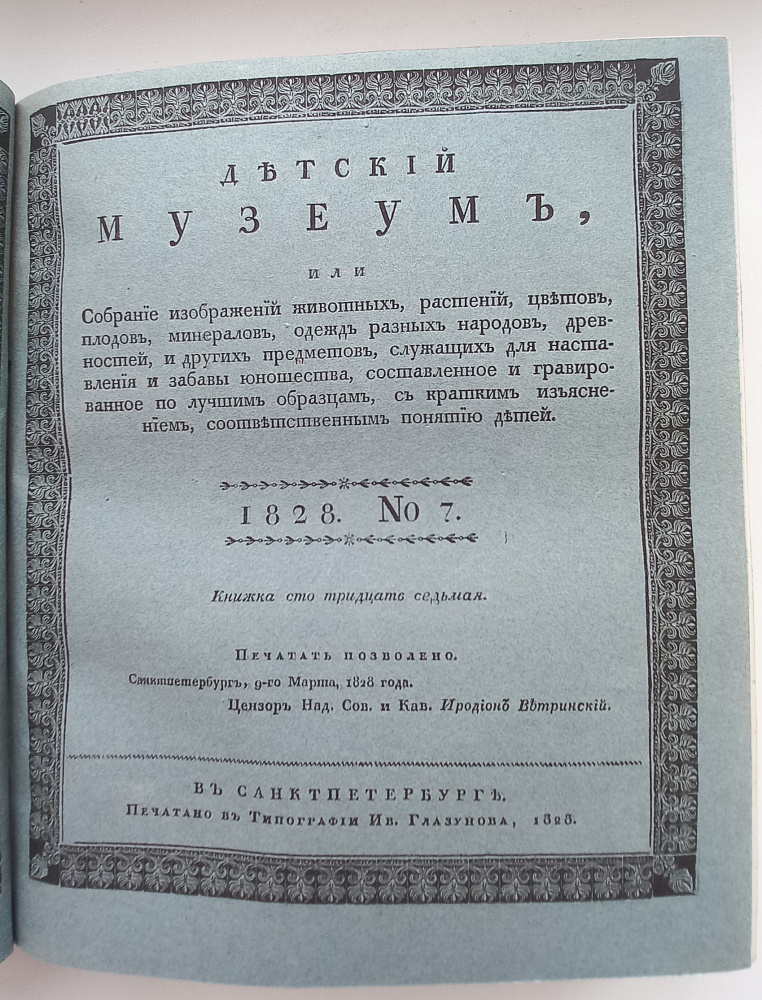 ДѢТСКІЙ
МУЗЕУМЪ,
или
Собраніе изображеній животныхъ, растеній, цвѣтовъ,
плодовъ, минераловъ, одеждъ разныхъ народовъ, древ-
ностей, и другихъ предметовъ, служащихъ для наста-
вленія и забавы юношества, составленное и гравиро-
ванное по лучшимъ образцамъ, съ краткимъ изъясне-
ніемъ, соотвѣтственнымъ понятію дѣтей.
1828. No 7.
Книжка сто тридцать седьмая.
Печатать позволено.
Санктпетербургъ, 9-го Марта, 1828 года.
Цензоръ Над. Сов. и Кав. Иродіонъ Вѣтринскій.
ВЪ САНКТПЕТЕРБУРГѢ.
Печатано въ Типографіи Ив. Глазунова, 1828.